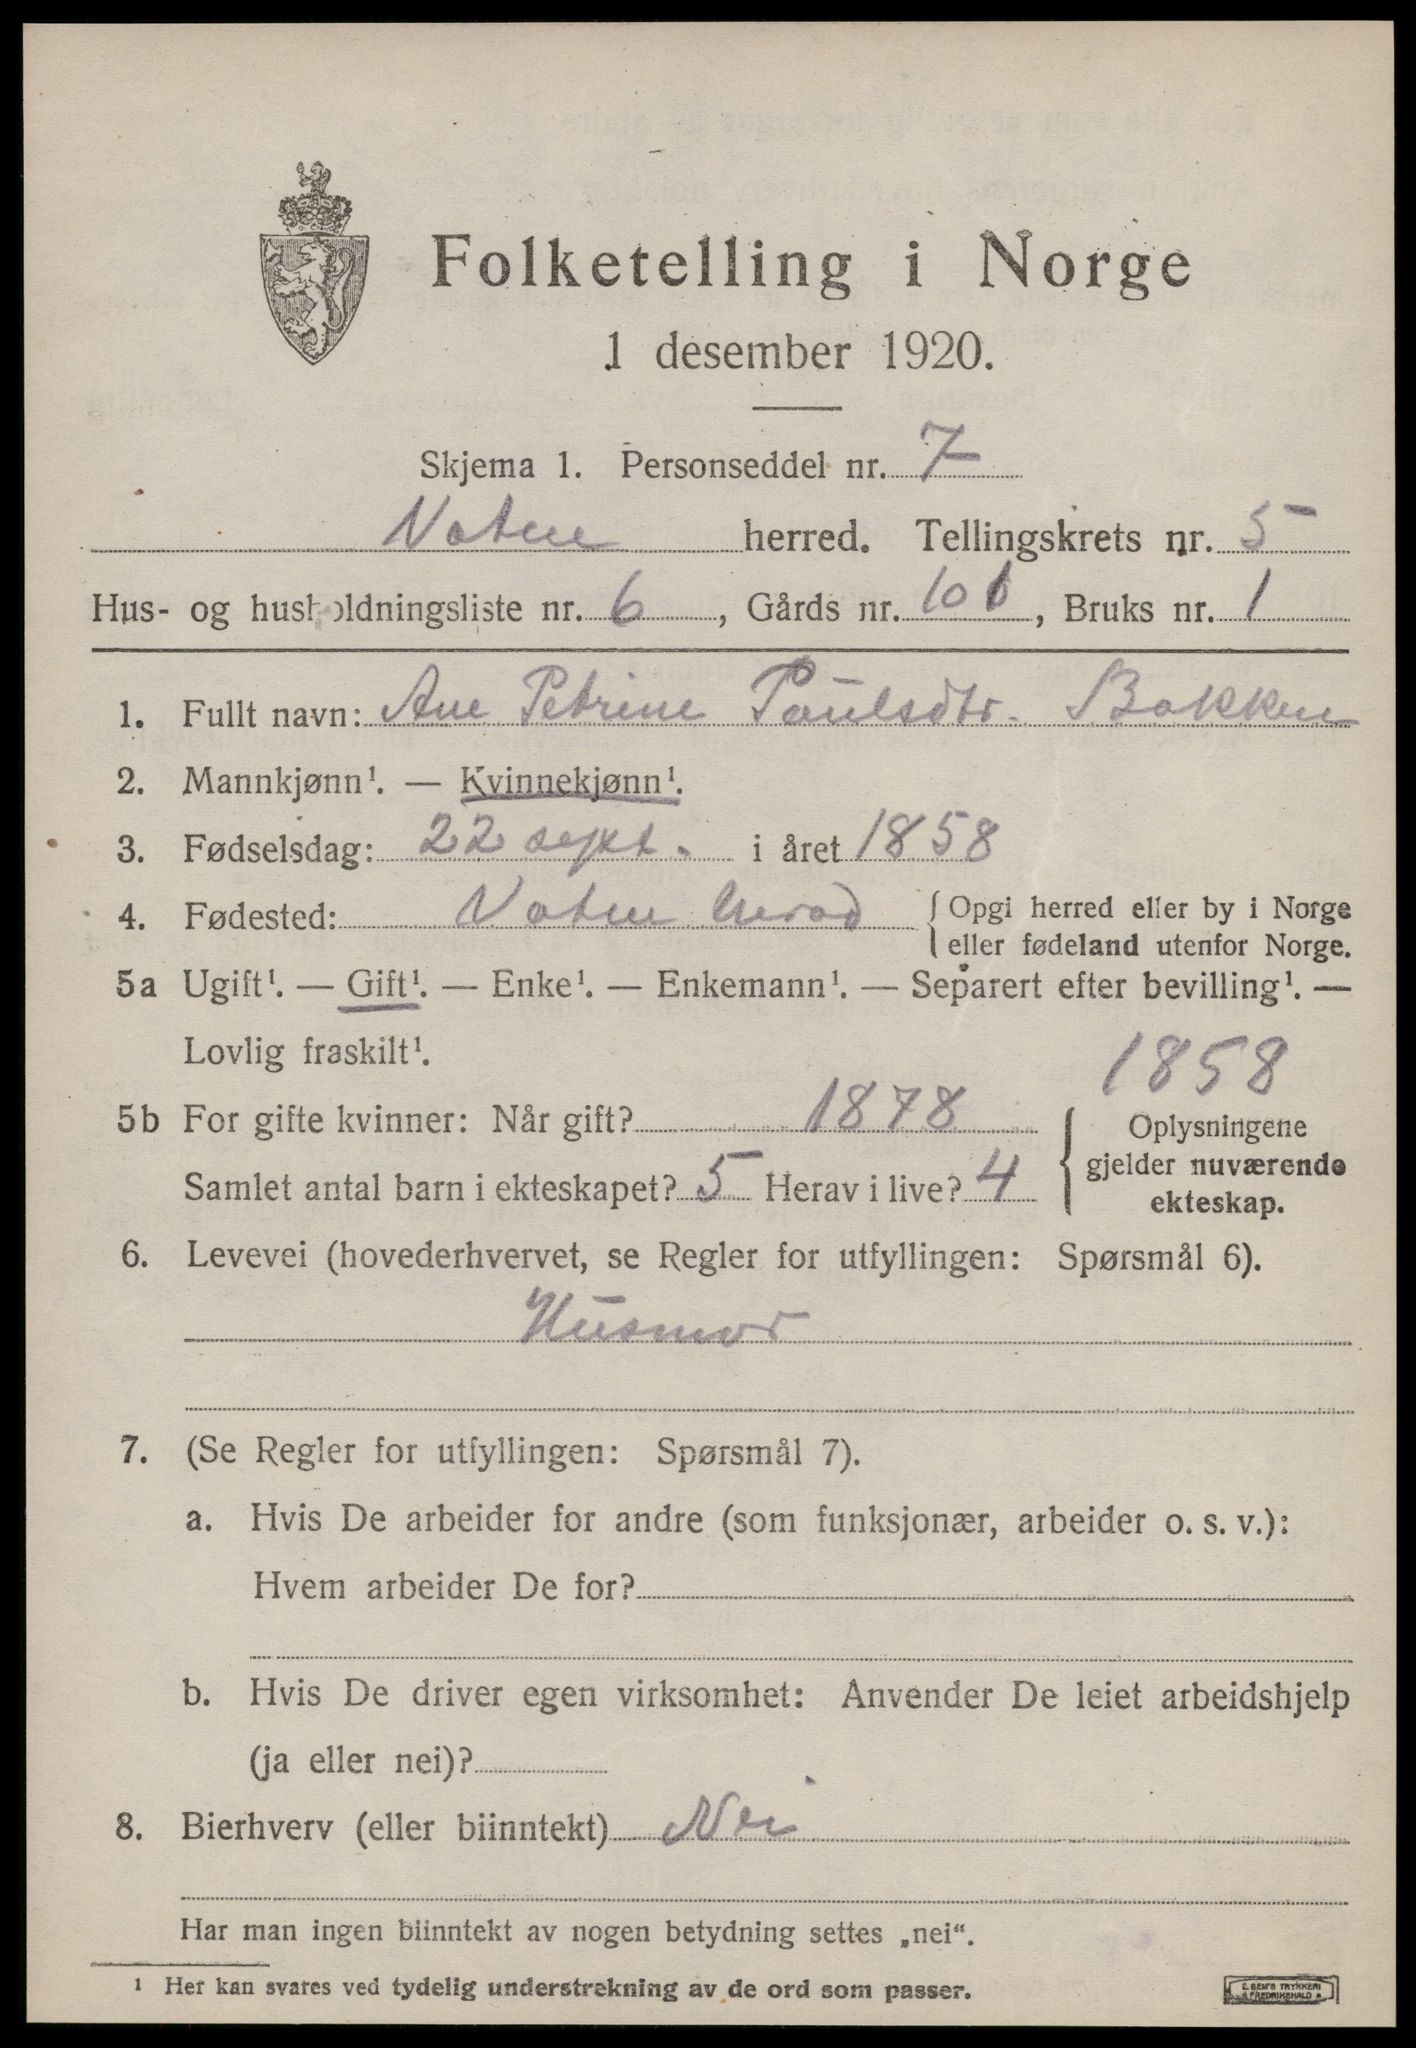 Folketelling i Norge
1 desember 1920.
Skjema 1. Personseddel nr. 7
Vatne herred. Tellingskrets nr. 5
Hus- og husholdningsliste nr. 6, Gårds nr. 101, Bruks nr. 1
1. Fullt navn: Ane Petrine Paulsdtr. Bakken
2. Mannkjønn¹. — Kvinnekjønn¹.
3. Fødselsdag: 22 sept. i året 1858
4. Fødested: Vatne herad { Opgi herred eller by i Norge
eller fødeland utenfor Norge.
5a Ugift¹. — Gift¹. — Enke¹. — Enkemann¹. — Separert efter bevilling¹. —
Lovlig fraskilt¹.
1858
5b For gifte kvinner: Når gift? 1878
Samlet antal barn i ekteskapet? 5 Herav i live? 4
{ Oplysningene
gjelder nuværende
ekteskap.
6. Levevei (hovederhvervet, se Regler for utfyllingen: Spørsmål 6).
Husmor
7. (Se Regler for utfyllingen: Spørsmål 7).
a. Hvis De arbeider for andre (som funksjonær, arbeider o. s. v.):
Hvem arbeider De for?
b. Hvis De driver egen virksomhet: Anvender De leiet arbeidshjelp
(ja eller nei)?
8. Bierhverv (eller biinntekt) Nei
Har man ingen biinntekt av nogen betydning settes „nei“.
¹ Her kan svares ved tydelig understrekning av de ord som passer.